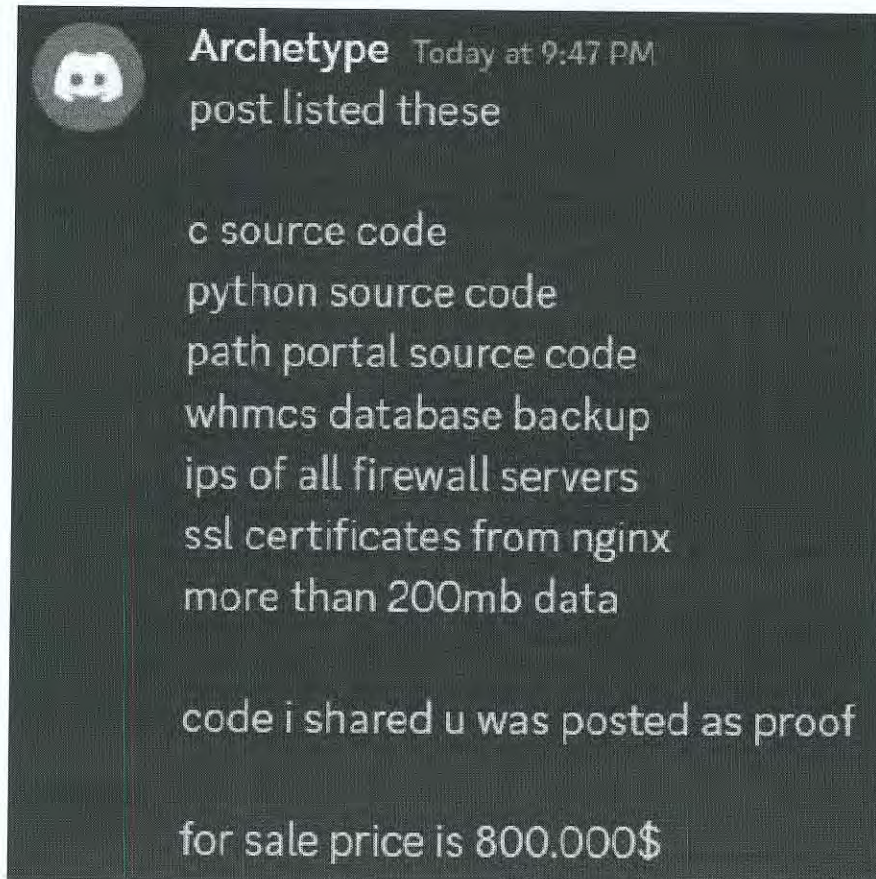 Archetype Today at 9:47 PM
post listed these
c source code
python source code
path portal source code
whmcs database backup
ips of all firewall servers
ssl certificates from nginx
more than 200mb data
code i shared u was posted as proof
for sale price is 800.000$